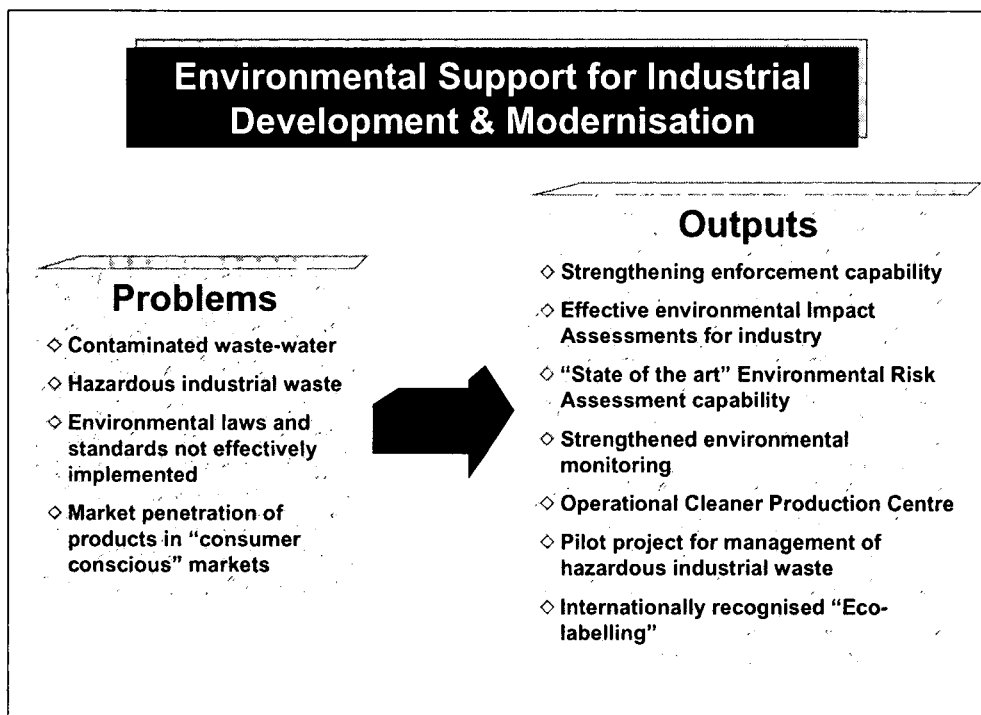 Environmental Support for Industrial
Development & Modernisation
Problems
◇ Contaminated waste-water
◇ Hazardous industrial waste
◇ Environmental laws and
standards not effectively
implemented
◇ Market penetration of
products in “consumer
conscious” markets
Outputs
◇ Strengthening enforcement capability
◇ Effective environmental Impact
Assessments for industry
◇ “State of the art” Environmental Risk
Assessment capability
◇ Strengthened environmental
monitoring
◇ Operational Cleaner Production Centre
◇ Pilot project for management of
hazardous industrial waste
◇ Internationally recognised “Eco-
labelling”